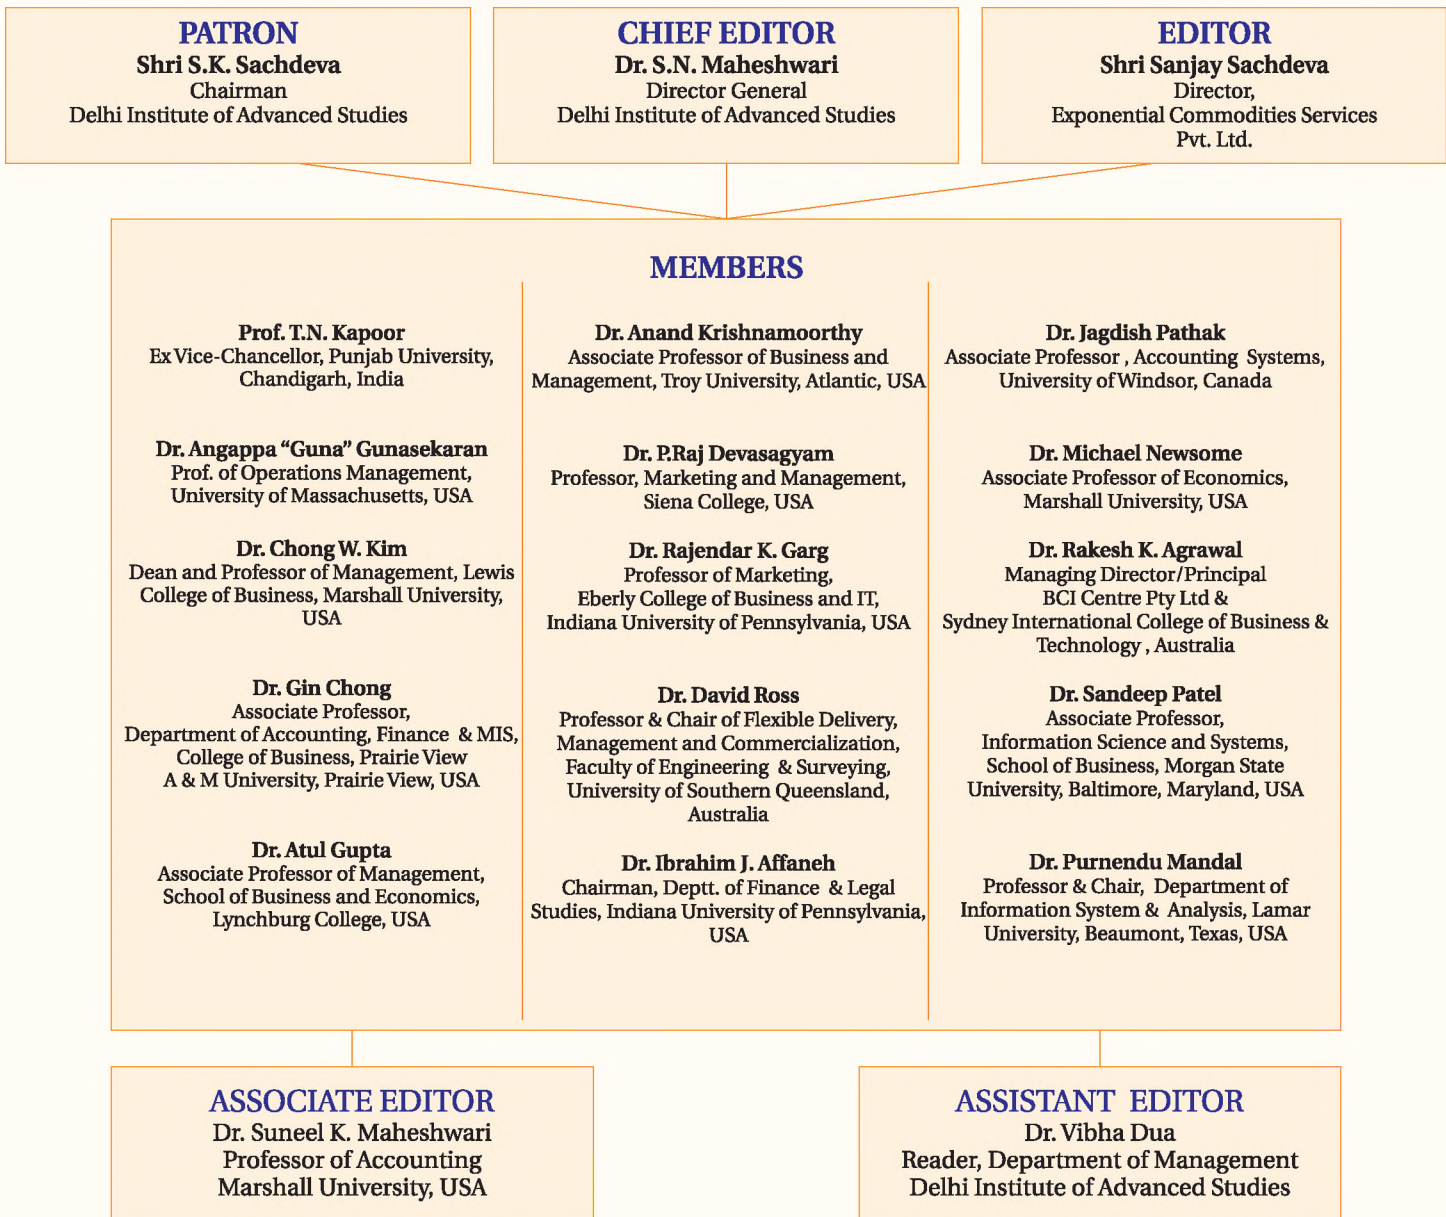 PATRON
Shri S.K. Sachdeva
Chairman
Delhi Institute of Advanced Studies
CHIEF EDITOR
Dr. S.N. Maheshwari
Director General
Delhi Institute of Advanced Studies
EDITOR
Shri Sanjay Sachdeva
Director,
Exponential Commodities Services
Pvt. Ltd.
MEMBERS
Prof. T.N. Kapoor
Ex Vice-Chancellor, Punjab University,
Chandigarh, India
Dr. Angappa “Guna” Gunasekaran
Prof. of Operations Management,
University of Massachusetts, USA
Dr. Chong W. Kim
Dean and Professor of Management, Lewis
College of Business, Marshall University,
USA
Dr. Gin Chong
Associate Professor,
Department of Accounting, Finance & MIS,
College of Business, Prairie View
A & M University, Prairie View, USA
Dr. Atul Gupta
Associate Professor of Management,
School of Business and Economics,
Lynchburg College, USA
Dr. Anand Krishnamoorthy
Associate Professor of Business and
Management, Troy University, Atlantic, USA
Dr. P.Raj Devasagyam
Professor, Marketing and Management,
Siena College, USA
Dr. Rajendar K. Garg
Professor of Marketing,
Eberly College of Business and IT,
Indiana University of Pennsylvania, USA
Dr. David Ross
Professor & Chair of Flexible Delivery,
Management and Commercialization,
Faculty of Engineering & Surveying,
University of Southern Queensland,
Australia
Dr. Ibrahim J. Affaneh
Chairman, Deptt. of Finance & Legal
Studies, Indiana University of Pennsylvania,
USA
Dr. Jagdish Pathak
Associate Professor , Accounting Systems,
University of Windsor, Canada
Dr. Michael Newsome
Associate Professor of Economics,
Marshall University, USA
Dr. Rakesh K. Agrawal
Managing Director/Principal
BCI Centre Pty Ltd &
Sydney International College of Business &
Technology , Australia
Dr. Sandeep Patel
Associate Professor,
Information Science and Systems,
School of Business, Morgan State
University, Baltimore, Maryland, USA
Dr. Purnendu Mandal
Professor & Chair, Department of
Information System & Analysis, Lamar
University, Beaumont, Texas, USA
ASSOCIATE EDITOR
Dr. Suneel K. Maheshwari
Professor of Accounting
Marshall University, USA
ASSISTANT EDITOR
Dr. Vibha Dua
Reader, Department of Management
Delhi Institute of Advanced Studies